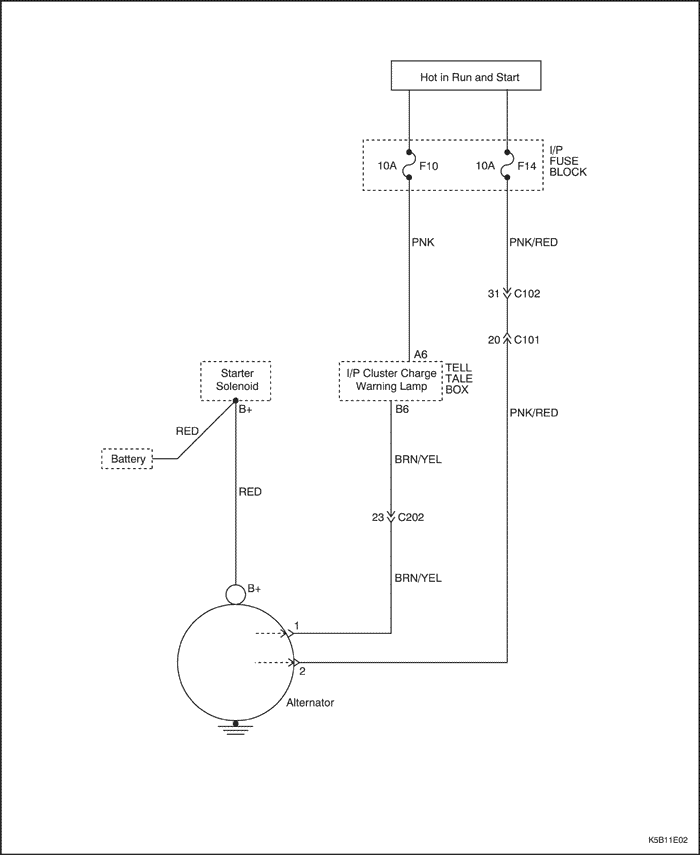 Hot in Run and Start
10A
F10
10A
F14
I/P
FUSE
BLOCK
PNK
PNK/RED
31
C102
20
C101
A6
Starter
Solenoid
I/P Cluster Charge
Warning Lamp
TELL
TALE
BOX
B+
B6
PNK/RED
RED
Battery
BRN/YEL
RED
23
C202
BRN/YEL
B+
1
2
Alternator
K5B11E02